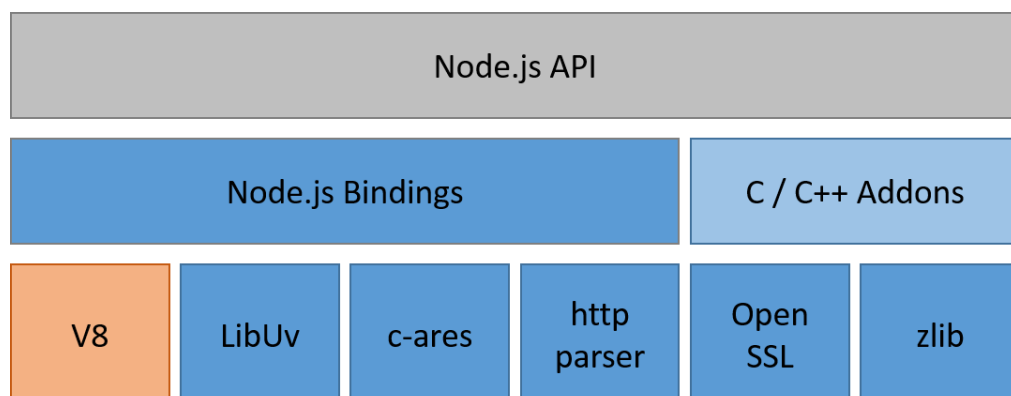 Node.js API
Node.js Bindings
C / C++ Addons
V8
LibUv
c-ares
http
parser
Open
SSL
zlib